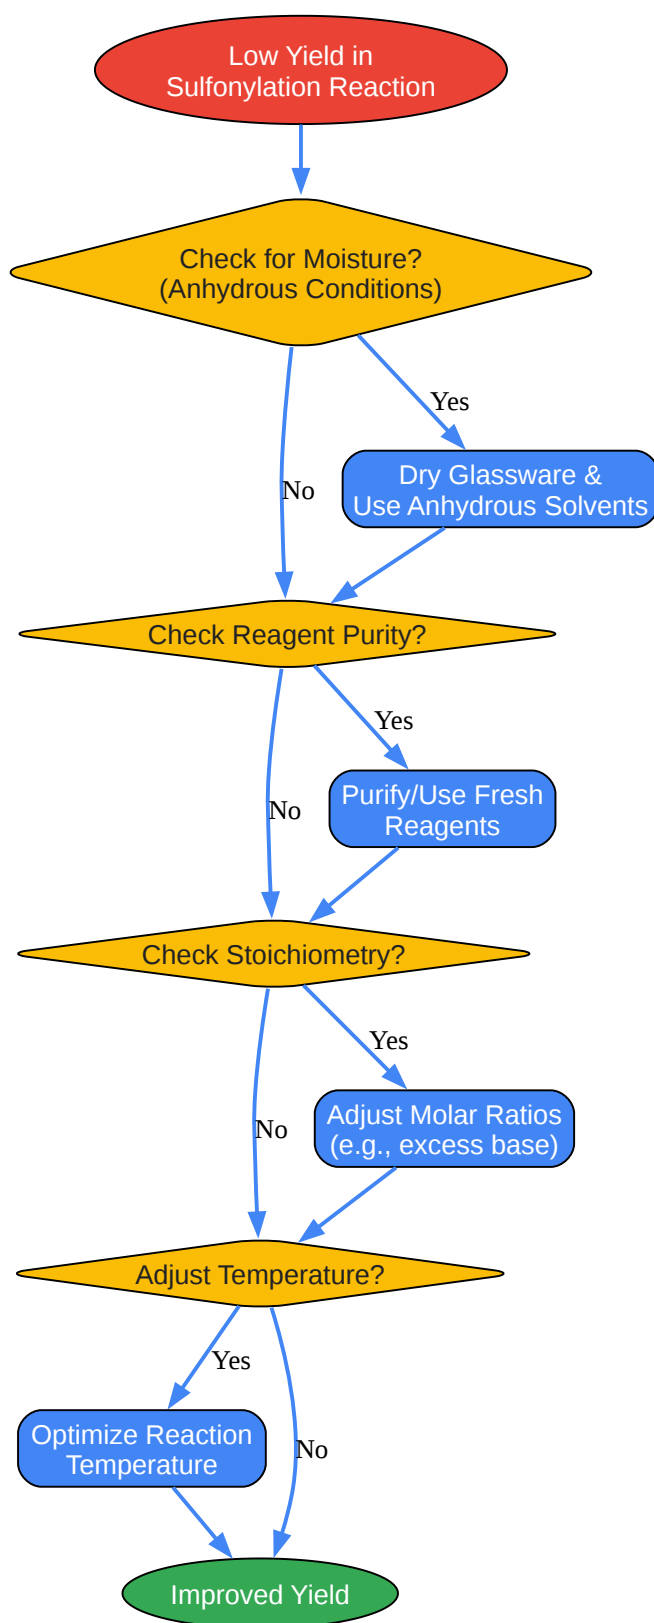 Low Yield in
Sulfonylation Reaction
Check for Moisture?
(Anhydrous Conditions)
Yes
Dry Glassware &
Use Anhydrous Solvents
No
Check Reagent Purity?
Yes
Purify/Use Fresh
Reagents
No
Check Stoichiometry?
Yes
Adjust Molar Ratios
(e.g., excess base)
No
Adjust Temperature?
Yes
Optimize Reaction
Temperature
No
Improved Yield